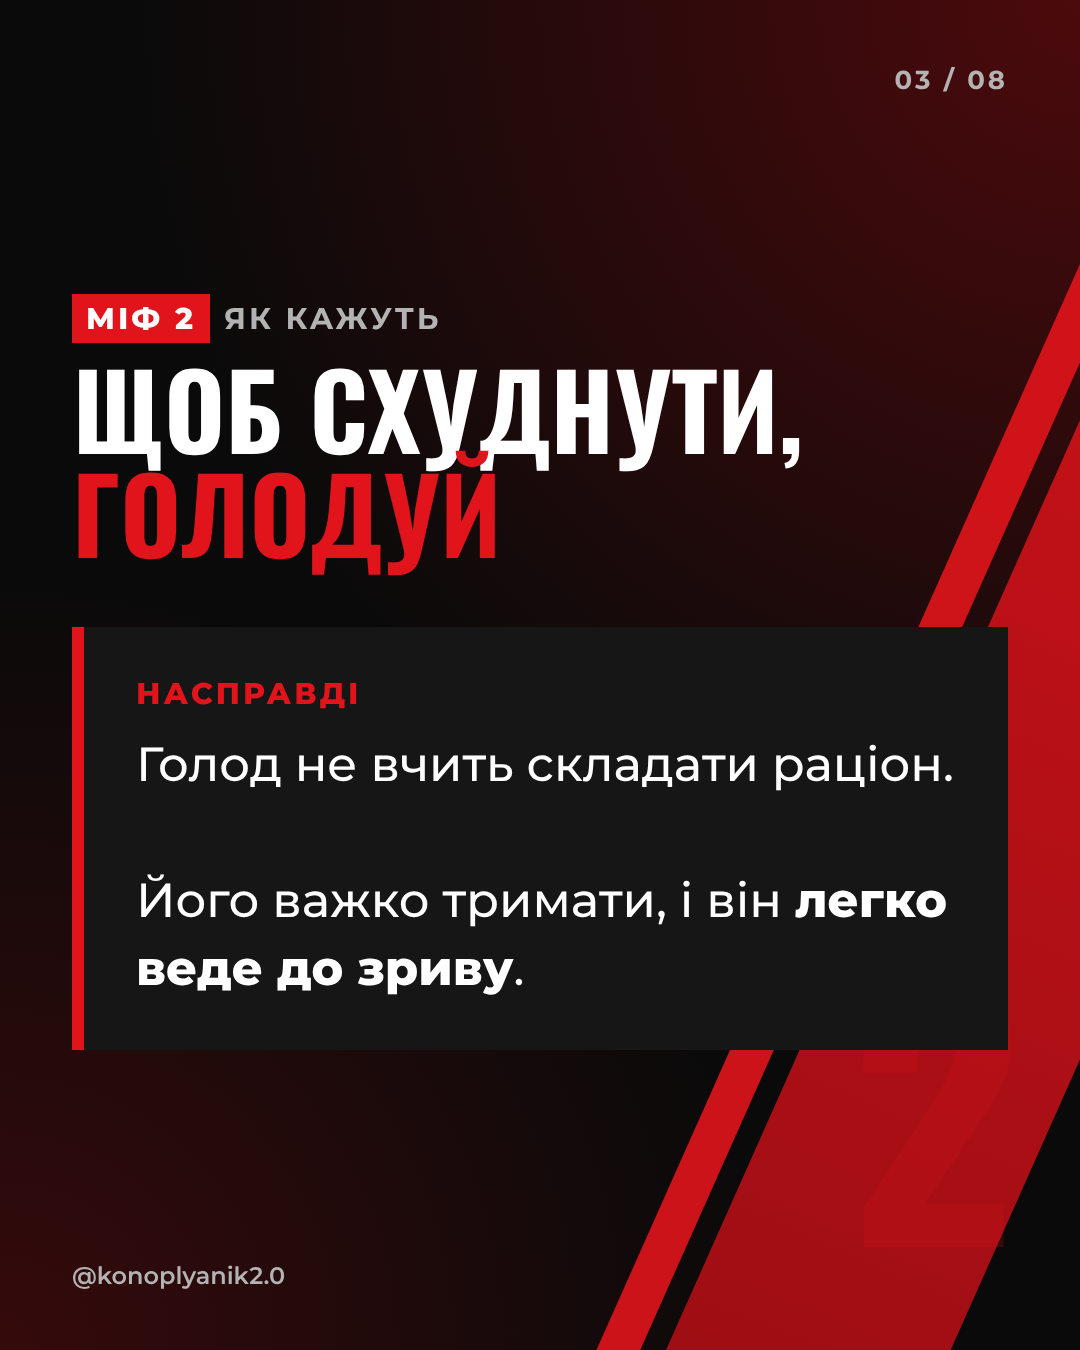 03 / 08
МІФ 2 ЯК КАЖУТЬ
ЩОБ СХУДНУТИ,
ГОЛОДУЙ
НАСПРАВДІ
Голод не вчить складати раціон.
Його важко тримати, і він легко
веде до зриву.
2
@konoplyanik2.0